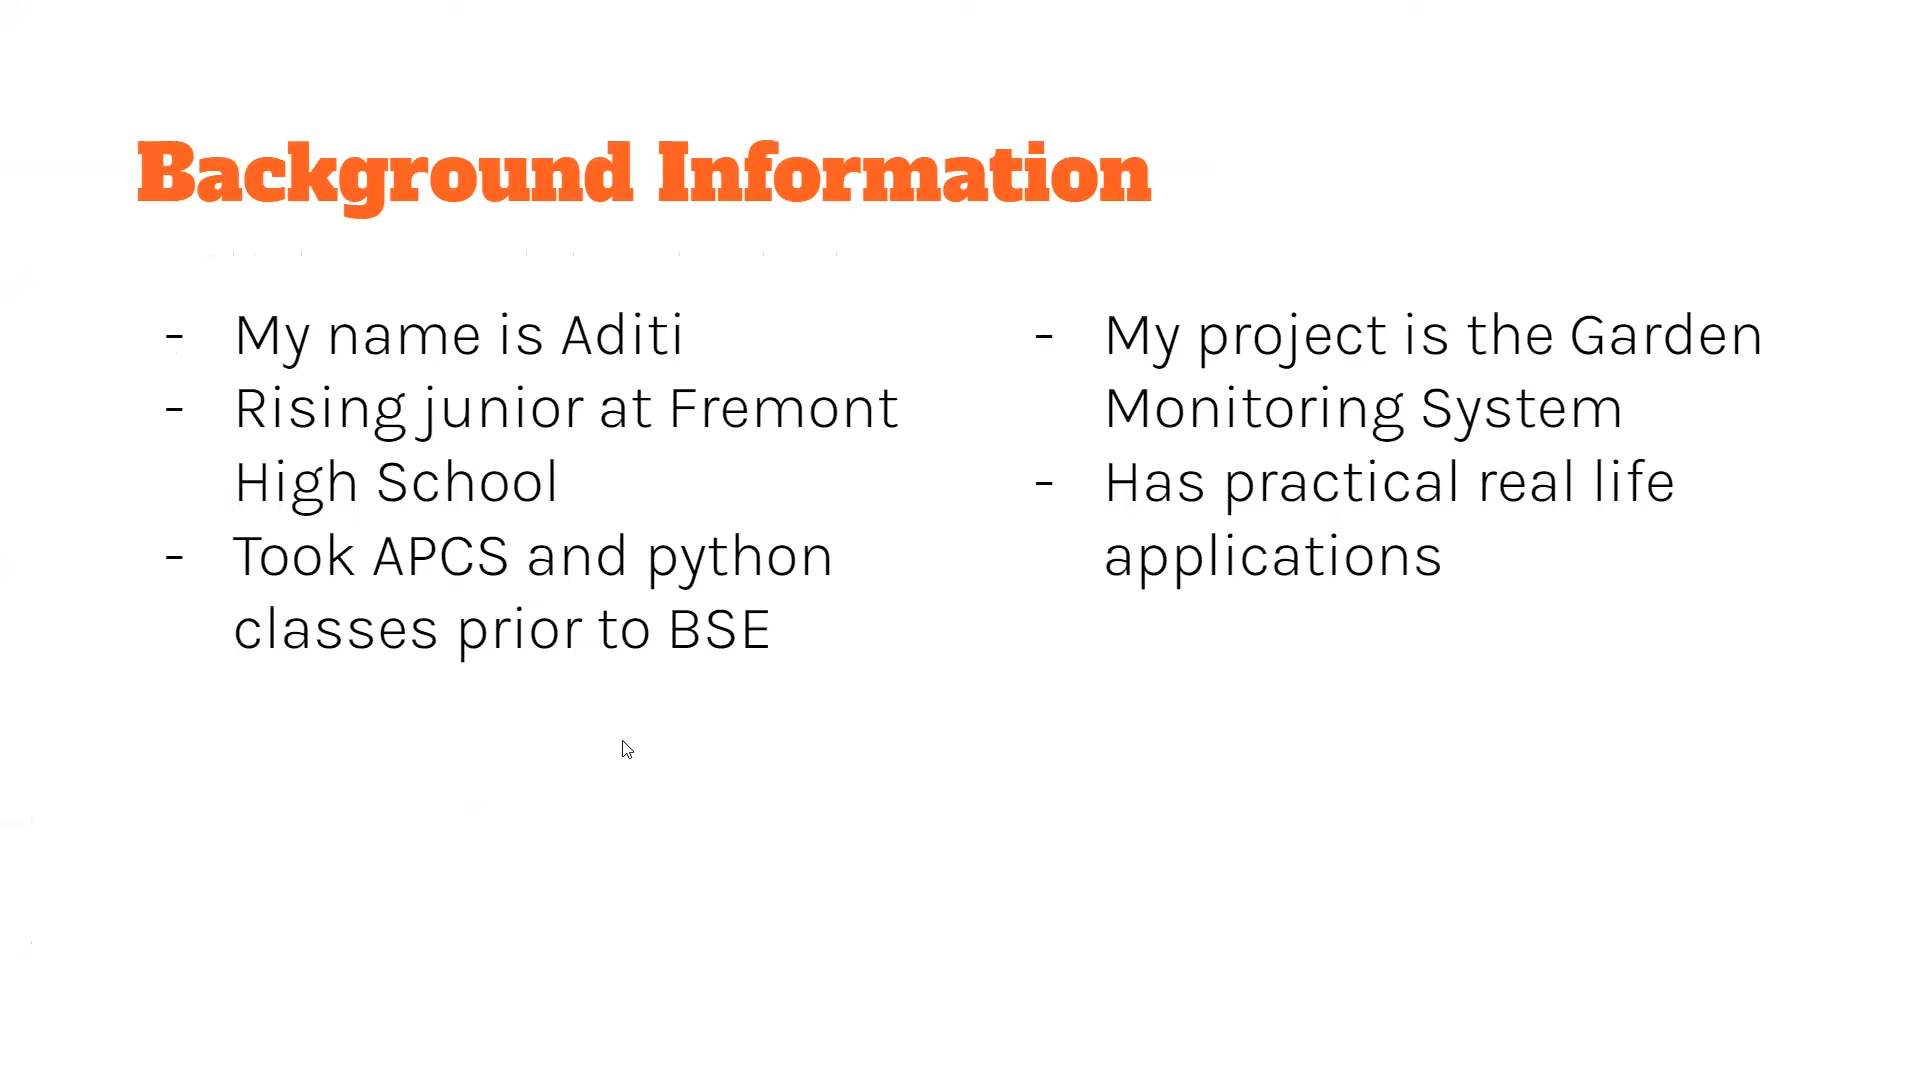 Background Information
- My name is Aditi
- Rising junior at Fremont
High School
- Took APCS and python
classes prior to BSE
- My project is the Garden
Monitoring System
- Has practical real life
applications